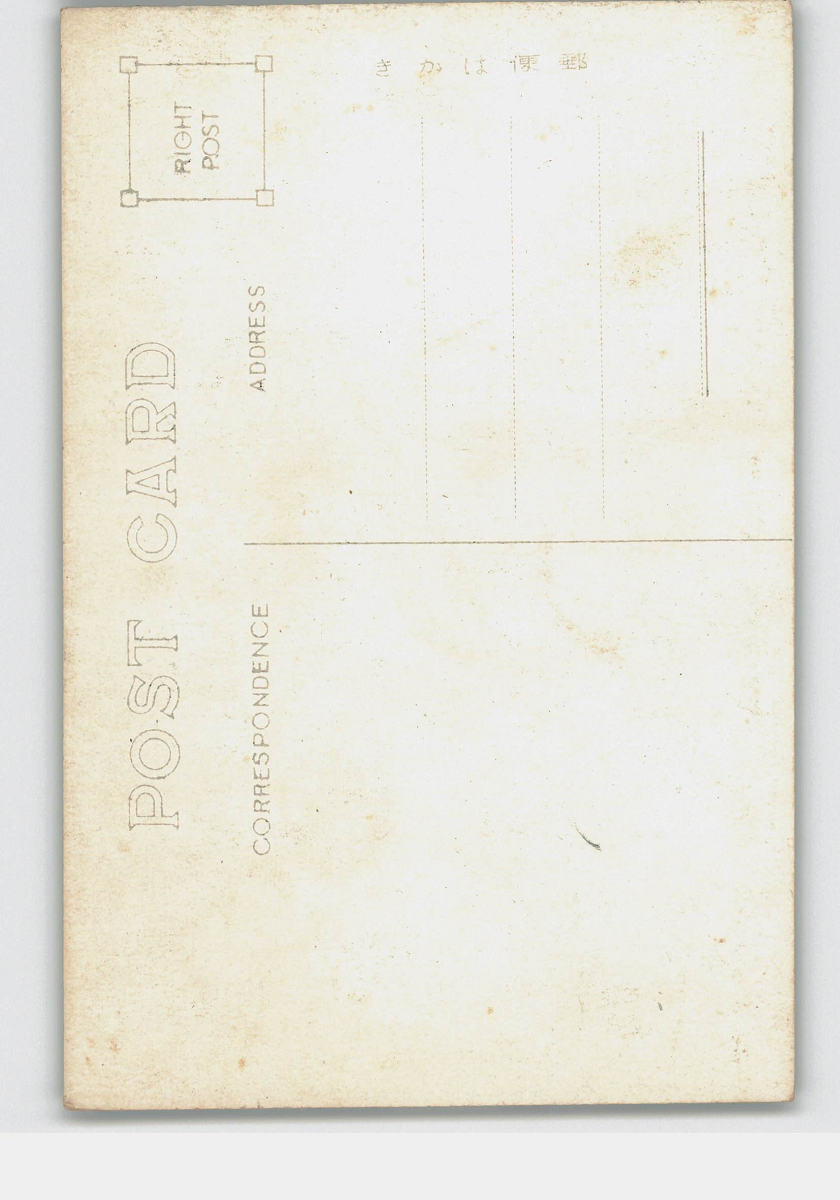 きかは便郵
RIGHT
POST
POST CARD
ADDRESS
CORRESPONDENCE